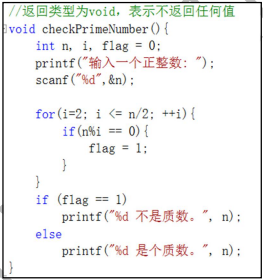 //返回类型为void，表示不返回任何值
void checkPrimeNumber(){
    int n, i, flag = 0;
    printf("输入一个正整数: ");
    scanf("%d",&n);

    for(i=2; i <= n/2; ++i){
        if(n%i == 0){
            flag = 1;
        }
    }
    if (flag == 1)
        printf("%d 不是质数。", n);
    else
        printf("%d 是个质数。", n);
}